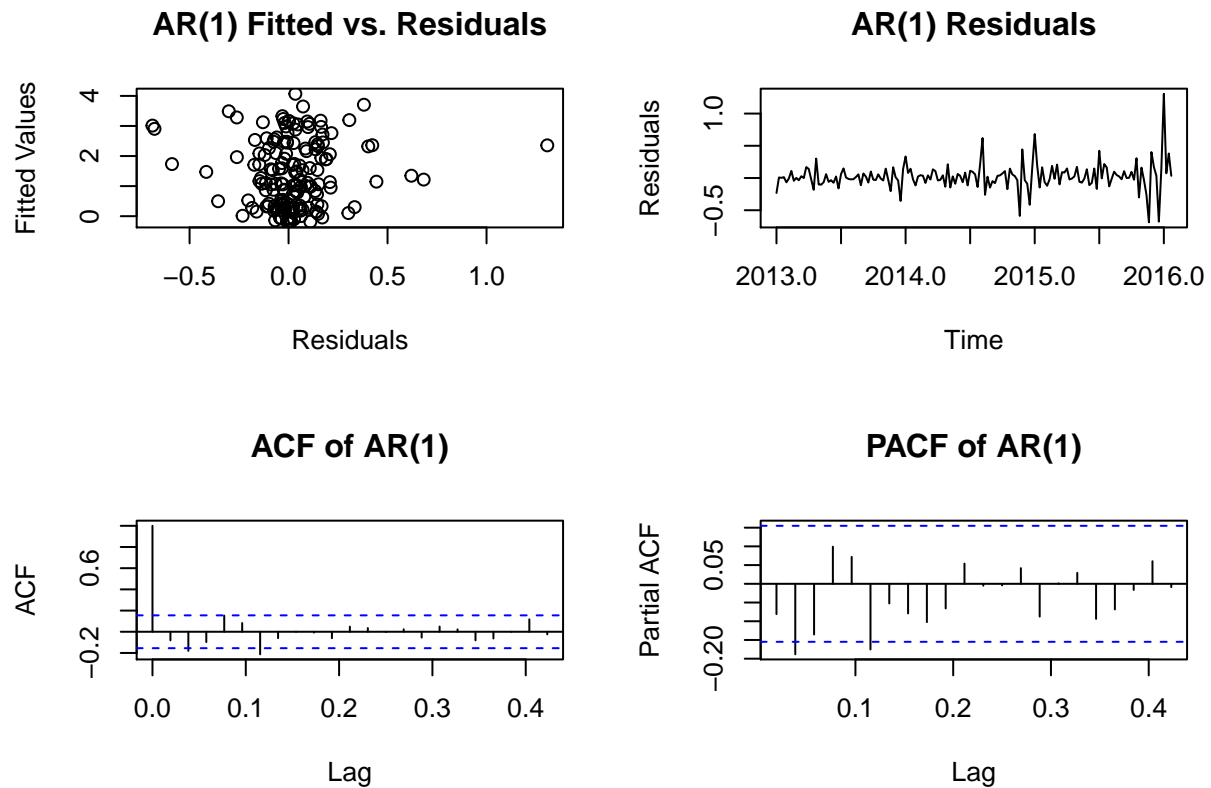 AR(1) Fitted vs. Residuals
Fitted Values
4
2
0
−0.5 0.0 0.5 1.0
Residuals
AR(1) Residuals
Residuals
1.0
−0.5
2013.0 2014.0 2015.0 2016.0
Time
ACF of AR(1)
ACF
0.6
−0.2
0.0 0.1 0.2 0.3 0.4
Lag
PACF of AR(1)
Partial ACF
0.05
−0.20
0.1 0.2 0.3 0.4
Lag